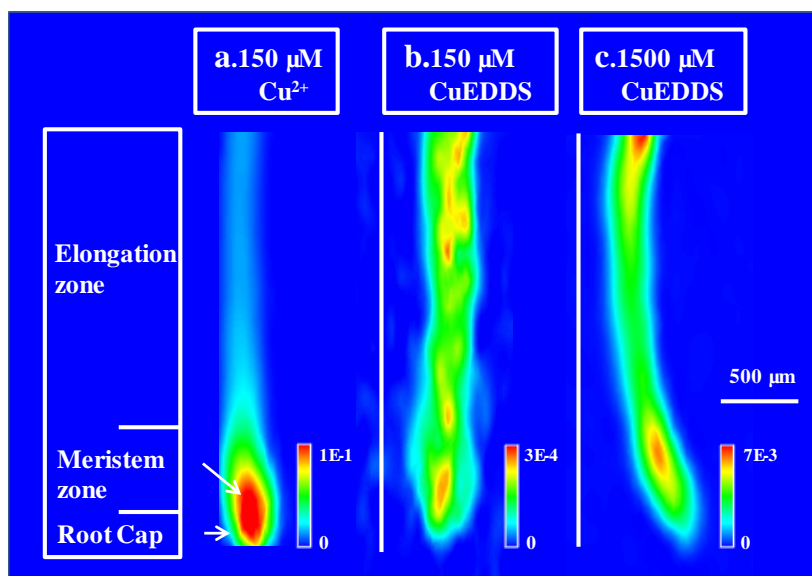 a.150 μM
Cu²⁺
b.150 μM
CuEDDS
c.1500 μM
CuEDDS
Elongation
zone
Meristem
zone
Root Cap
1E-1
0
3E-4
0
7E-3
0
500 μm